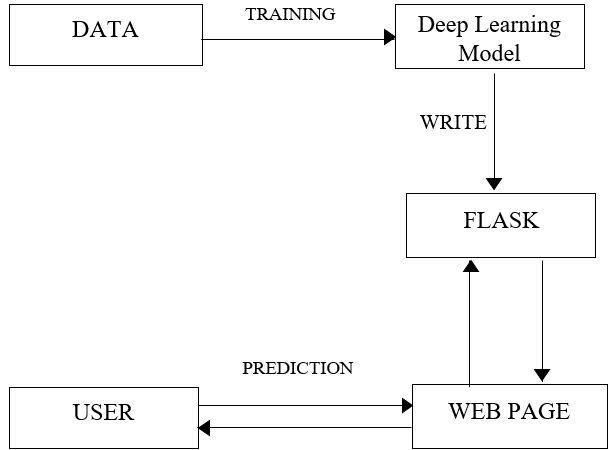 DATA
TRAINING
Deep Learning
Model
WRITE
FLASK
PREDICTION
USER
WEB PAGE